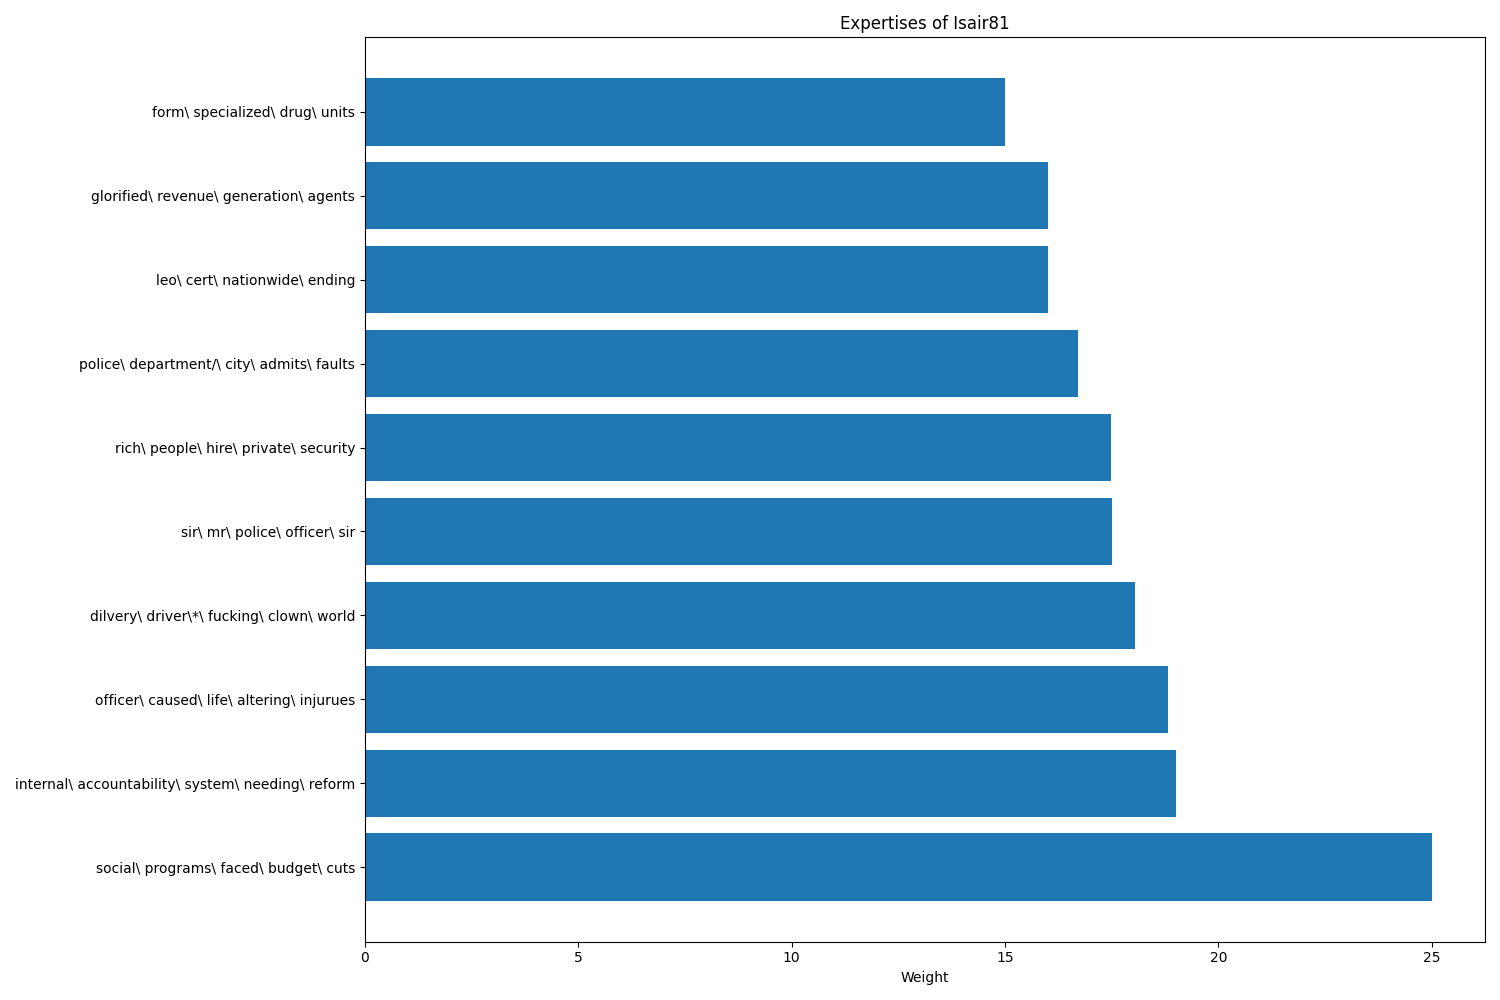 Expertises of Isair81
form\ specialized\ drug\ units
glorified\ revenue\ generation\ agents
leo\ cert\ nationwide\ ending
police\ department/\ city\ admits\ faults
rich\ people\ hire\ private\ security
sir\ mr\ police\ officer\ sir
dilvery\ driver\*\ fucking\ clown\ world
officer\ caused\ life\ altering\ injurues
internal\ accountability\ system\ needing\ reform
social\ programs\ faced\ budget\ cuts
0 5 10 15 20 25
Weight